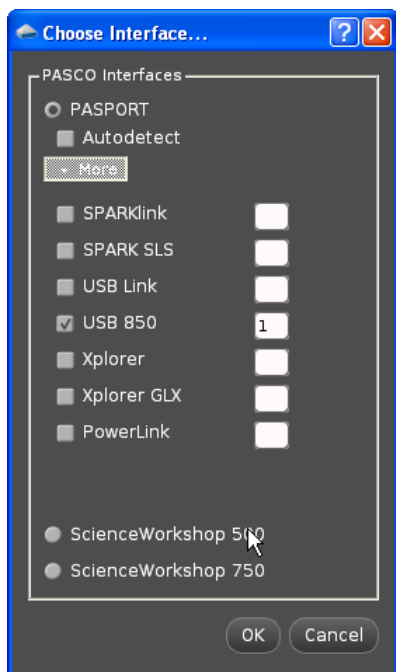 Choose Interface...
PASCO Interfaces
PASPORT
Autodetect
- More
SPARKlink
SPARK SLS
USB Link
USB 850 1
Xplorer
Xplorer GLX
PowerLink
ScienceWorkshop 500
ScienceWorkshop 750
OK Cancel